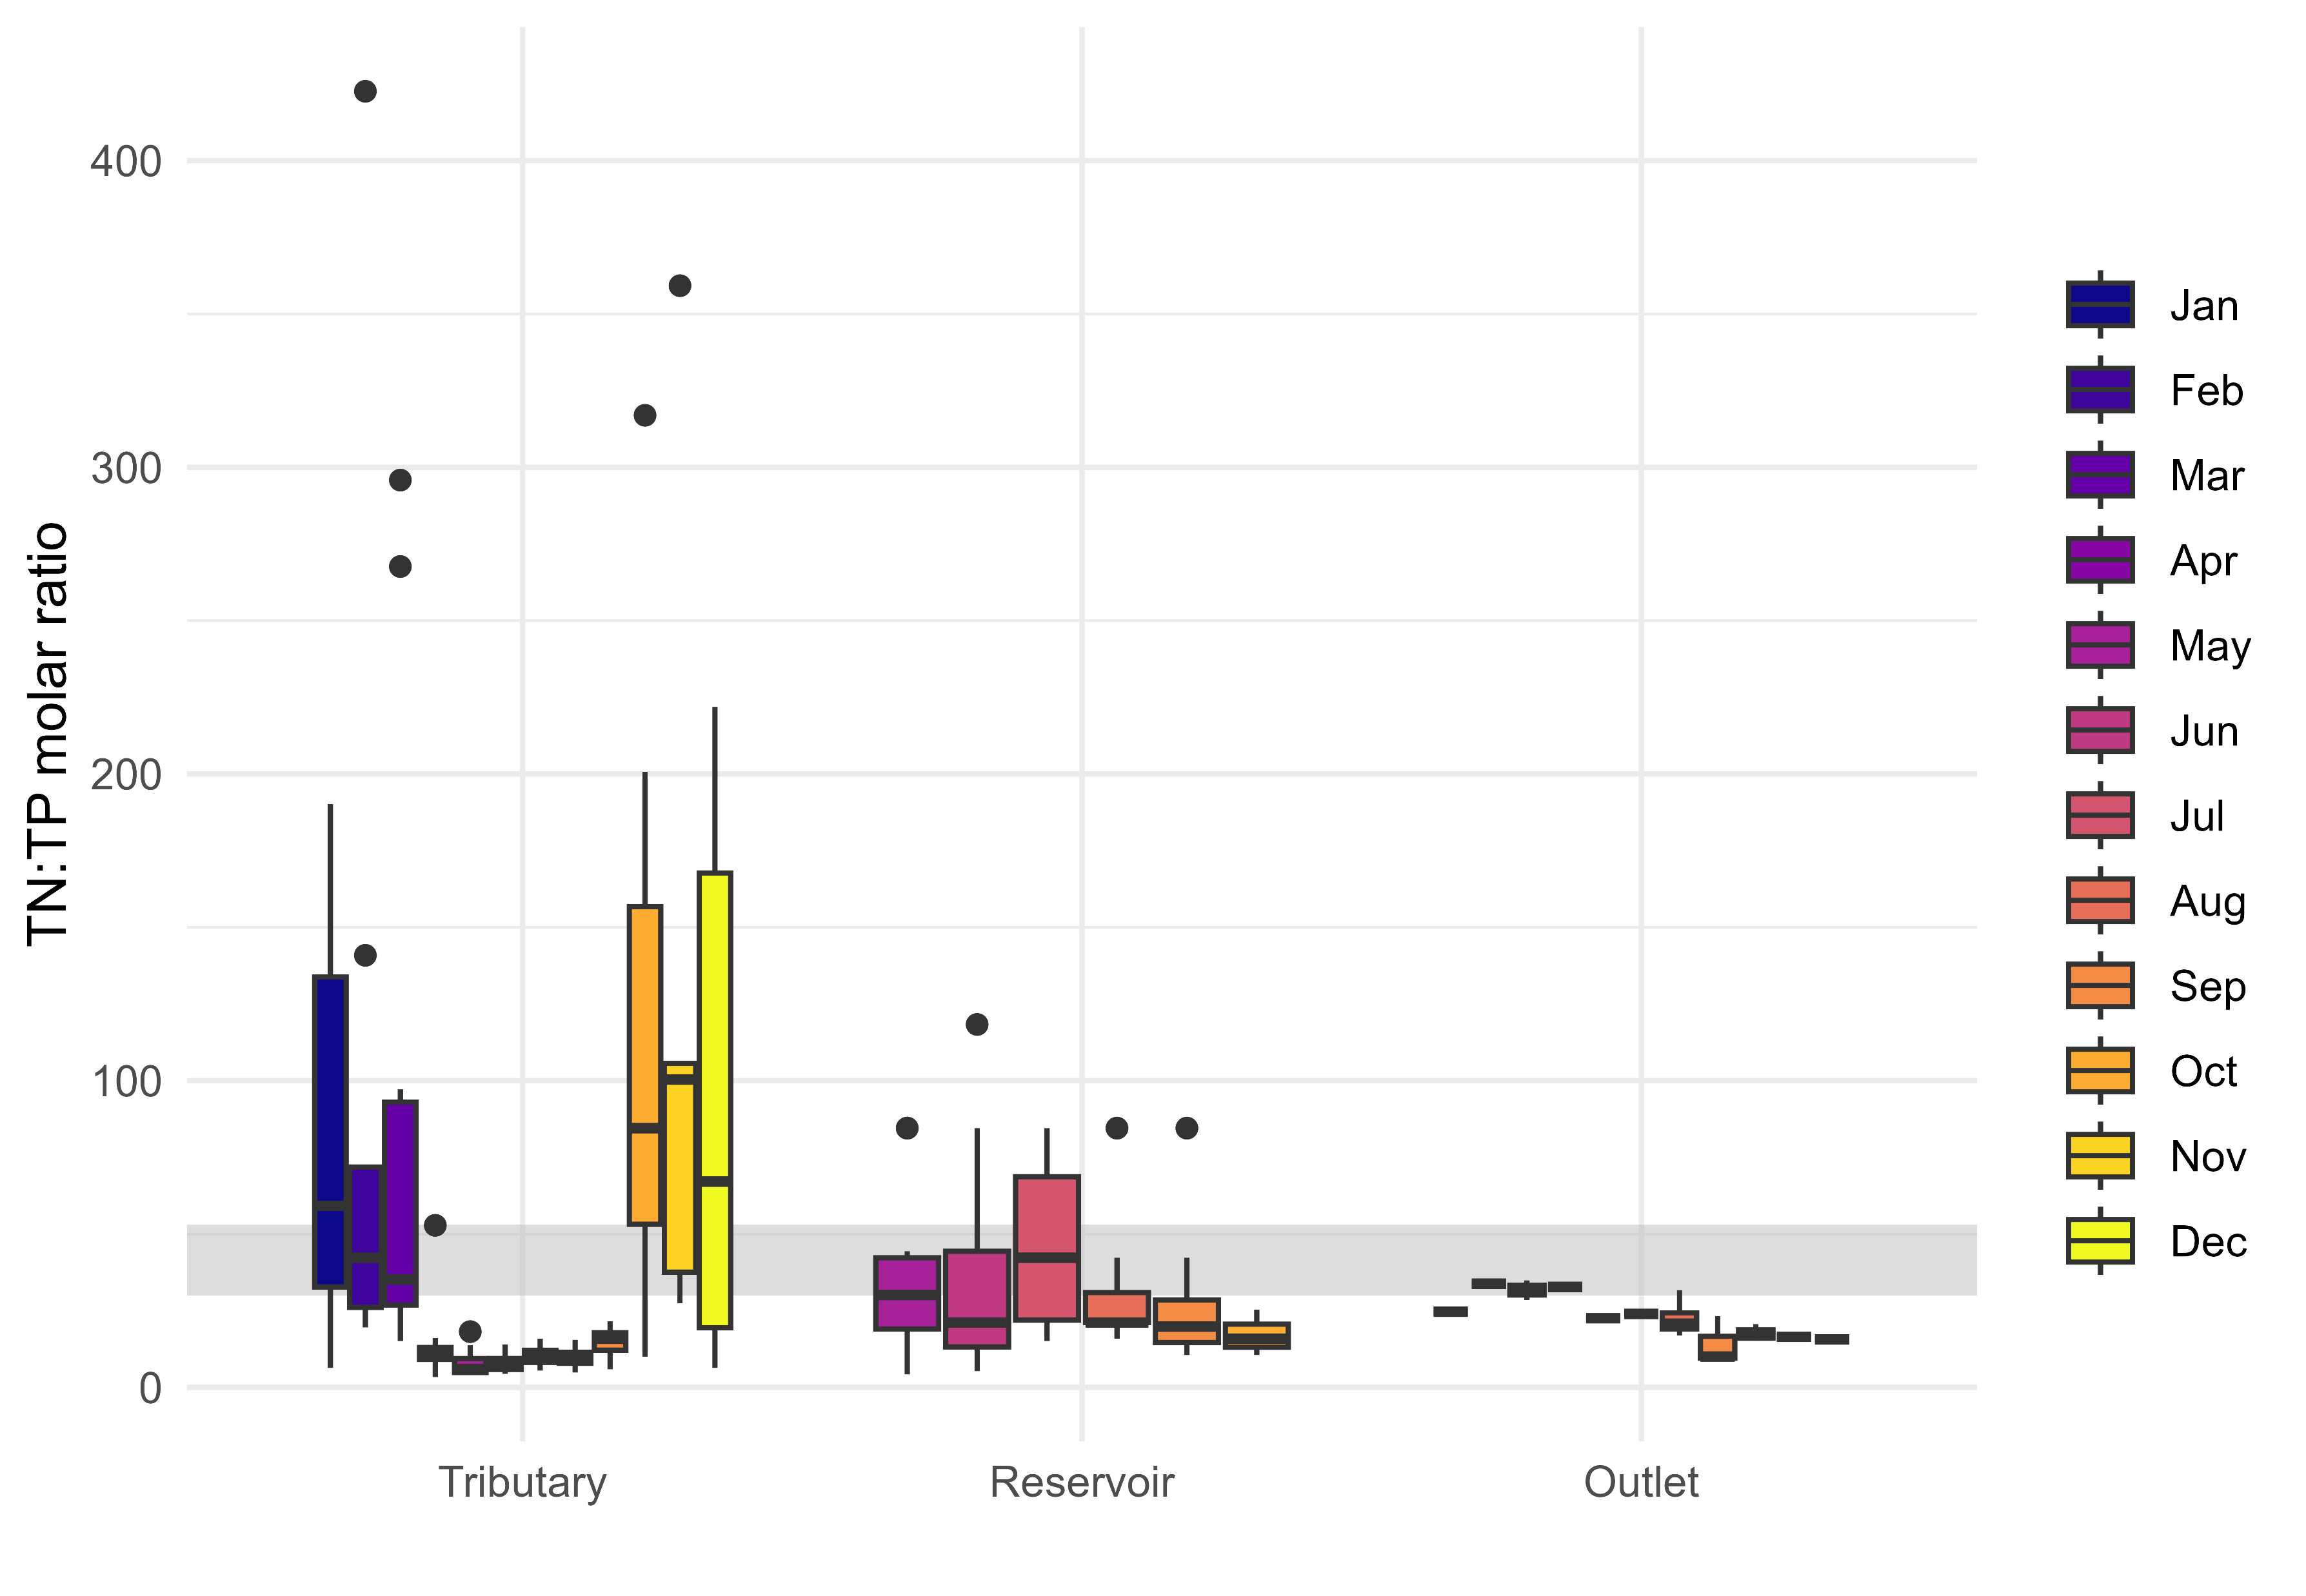 TN:TP molar ratio
400
300
200
100
0
Tributary
Reservoir
Outlet
Jan
Feb
Mar
Apr
May
Jun
Jul
Aug
Sep
Oct
Nov
Dec